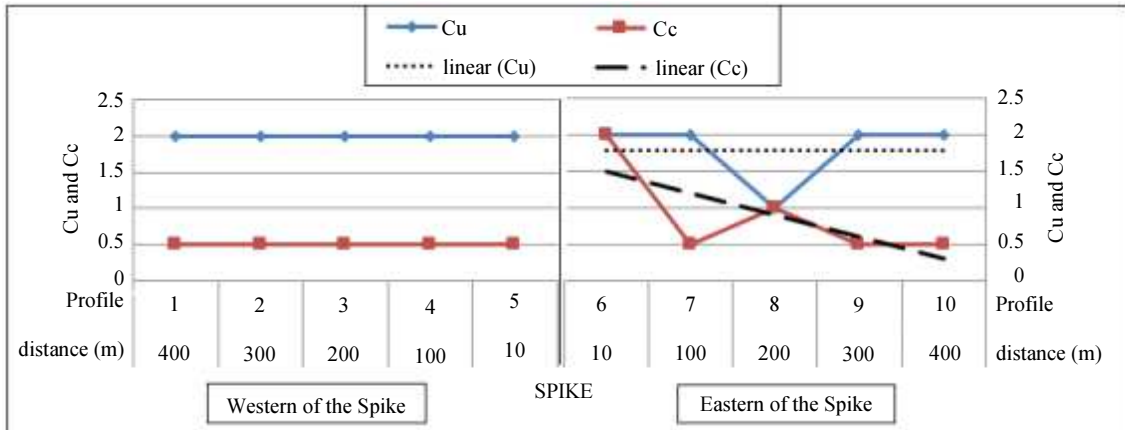 Cu Cc
linear (Cu) linear (Cc)
2.5 2.5
2 2
1.5 1.5
1 1
0.5 0.5
0 0
Cu and Cc
Cu and Cc
Profile 1 2 3 4 5 6 7 8 9 10 Profile
distance (m) 400 300 200 100 10 10 100 200 300 400 distance (m)
SPIKE
Western of the Spike Eastern of the Spike